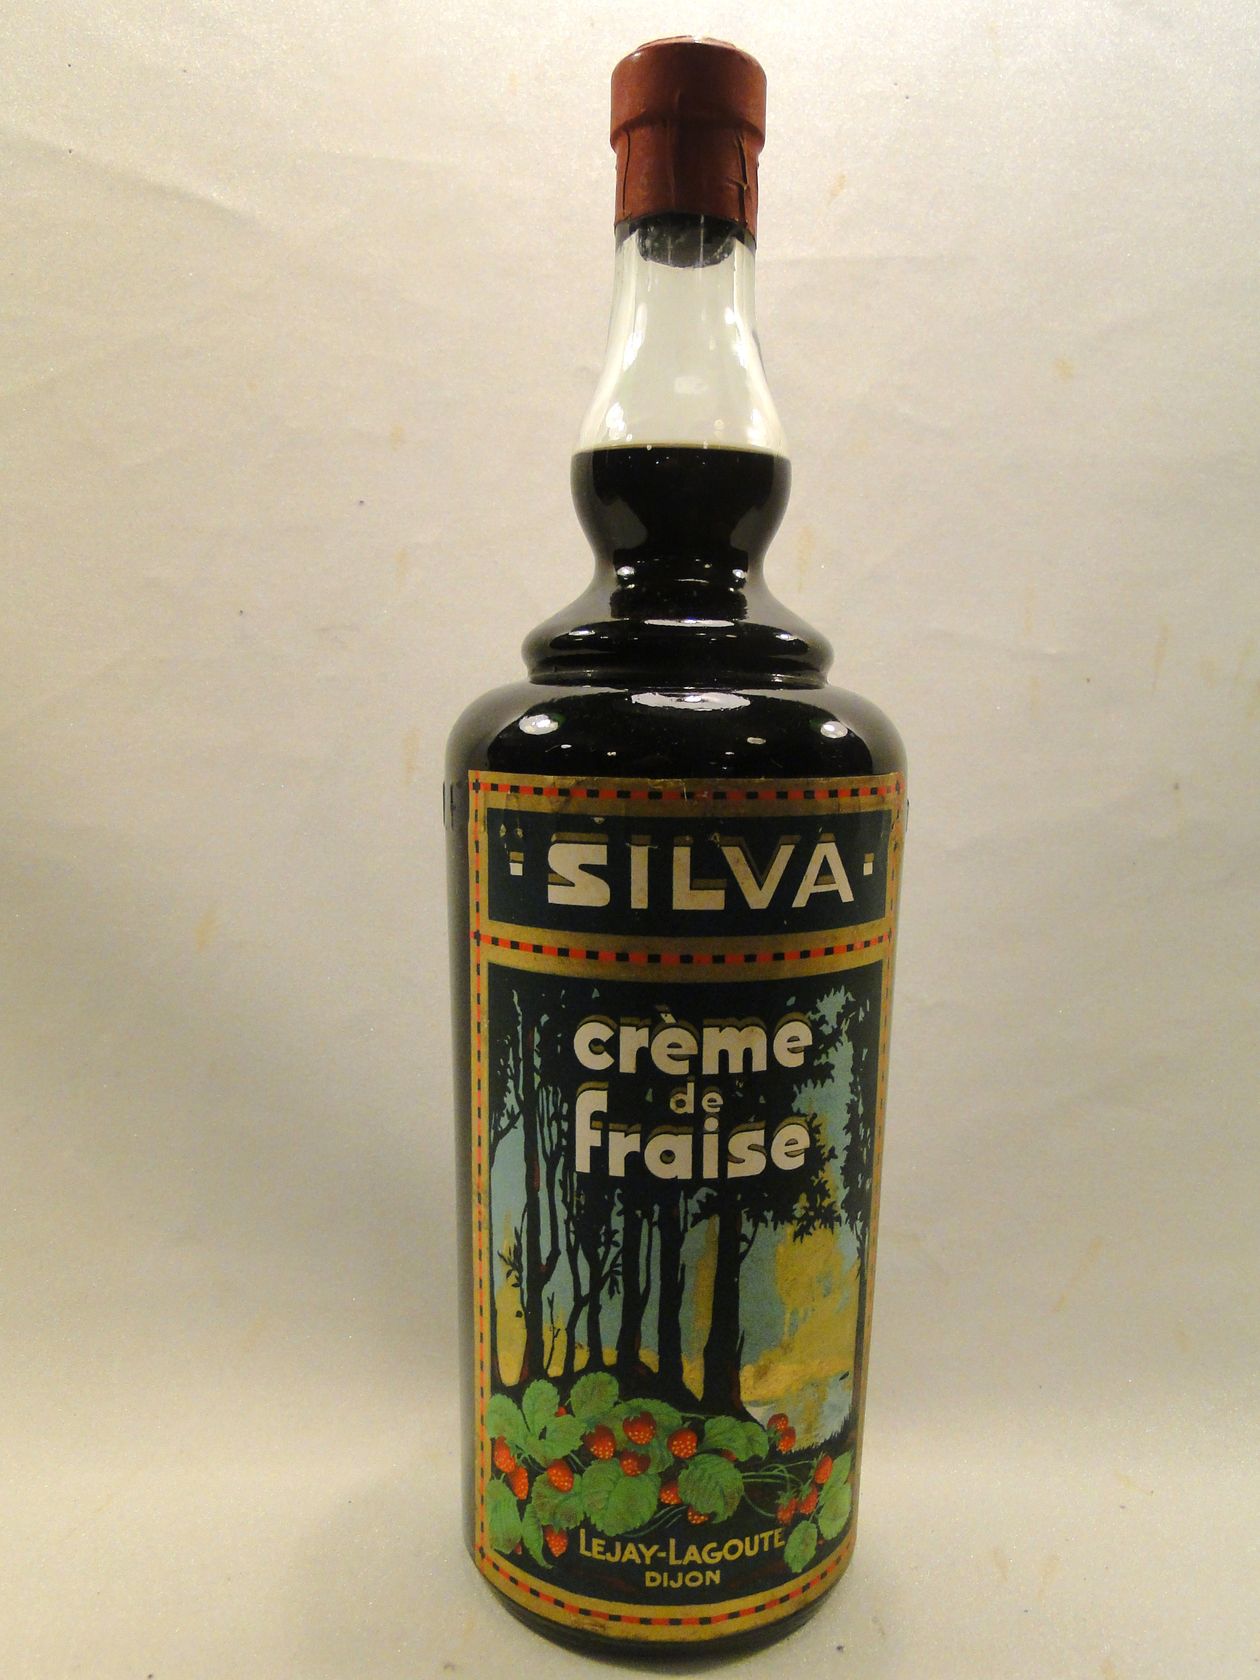 SILVA
crème
de
fraise
LEJAY-LAGOUTE
DIJON